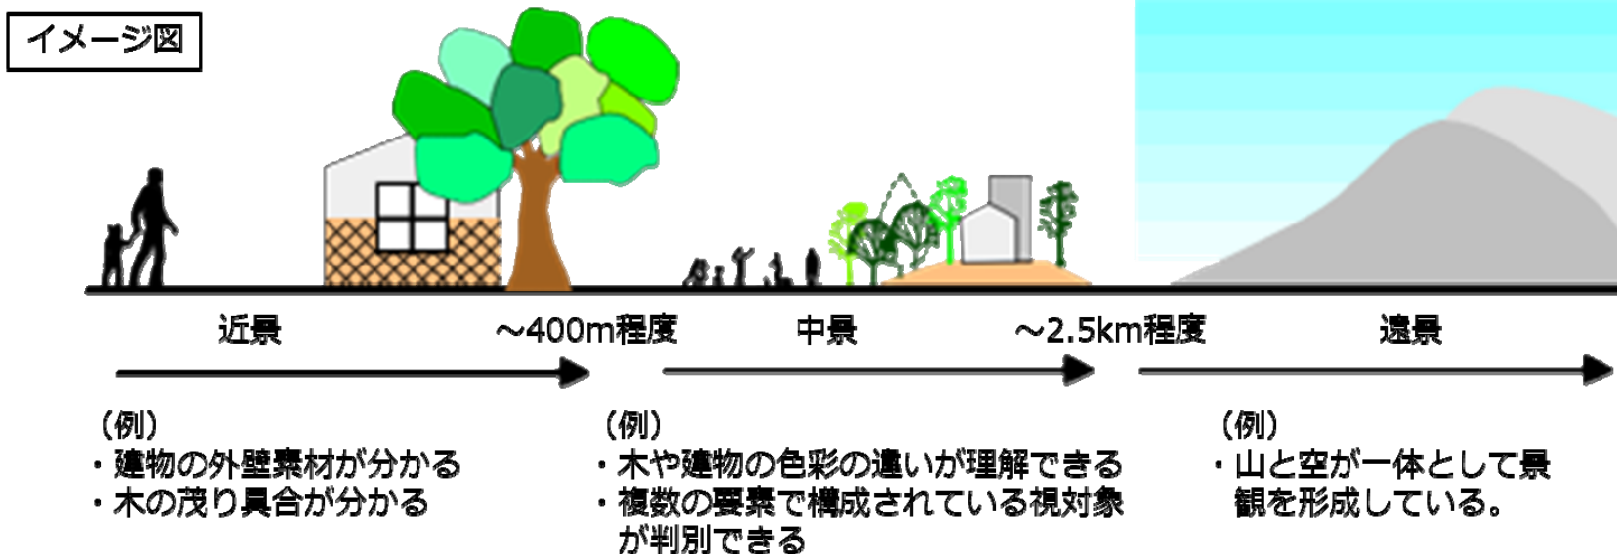 イメージ図
近景
～400m程度
中景
～2.5km程度
遠景
（例）
・建物の外壁素材が分かる
・木の茂り具合が分かる
（例）
・木や建物の色彩の違いが理解できる
・複数の要素で構成されている視対象
が判別できる
（例）
・山と空が一体として景
観を形成している。